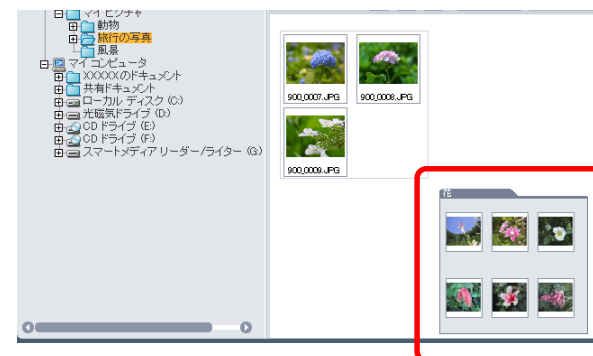 マイ ピクチャ
動物
旅行の写真
風景
マイ コンピュータ
XXXXXのドキュメント
共有ドキュメント
ローカル ディスク (C:)
光磁気ドライブ (D:)
CD ドライブ (E:)
CD ドライブ (F:)
スマートメディア リーダー/ライター (G:)
900_0007.JPG
900_0008.JPG
900_0009.JPG
花